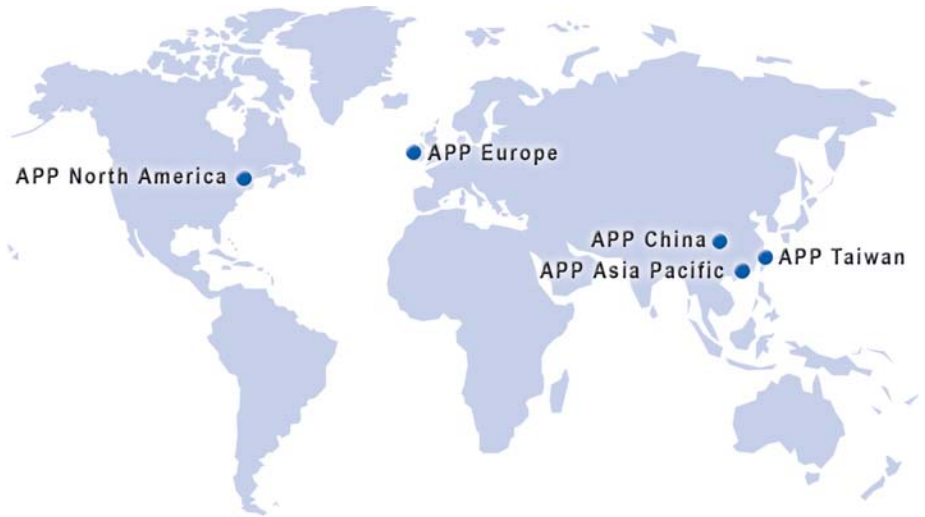 APP Europe
APP North America
APP China
APP Taiwan
APP Asia Pacific